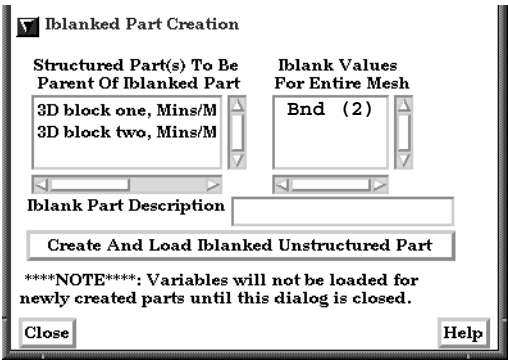 Iblanked Part Creation
Structured Part(s) To Be
Parent Of Iblanked Part
Iblank Values
For Entire Mesh
3D block one, Mins/M
3D block two, Mins/M
Bnd (2)
Iblank Part Description
Create And Load Iblanked Unstructured Part
****NOTE****: Variables will not be loaded for
newly created parts until this dialog is closed.
Close
Help